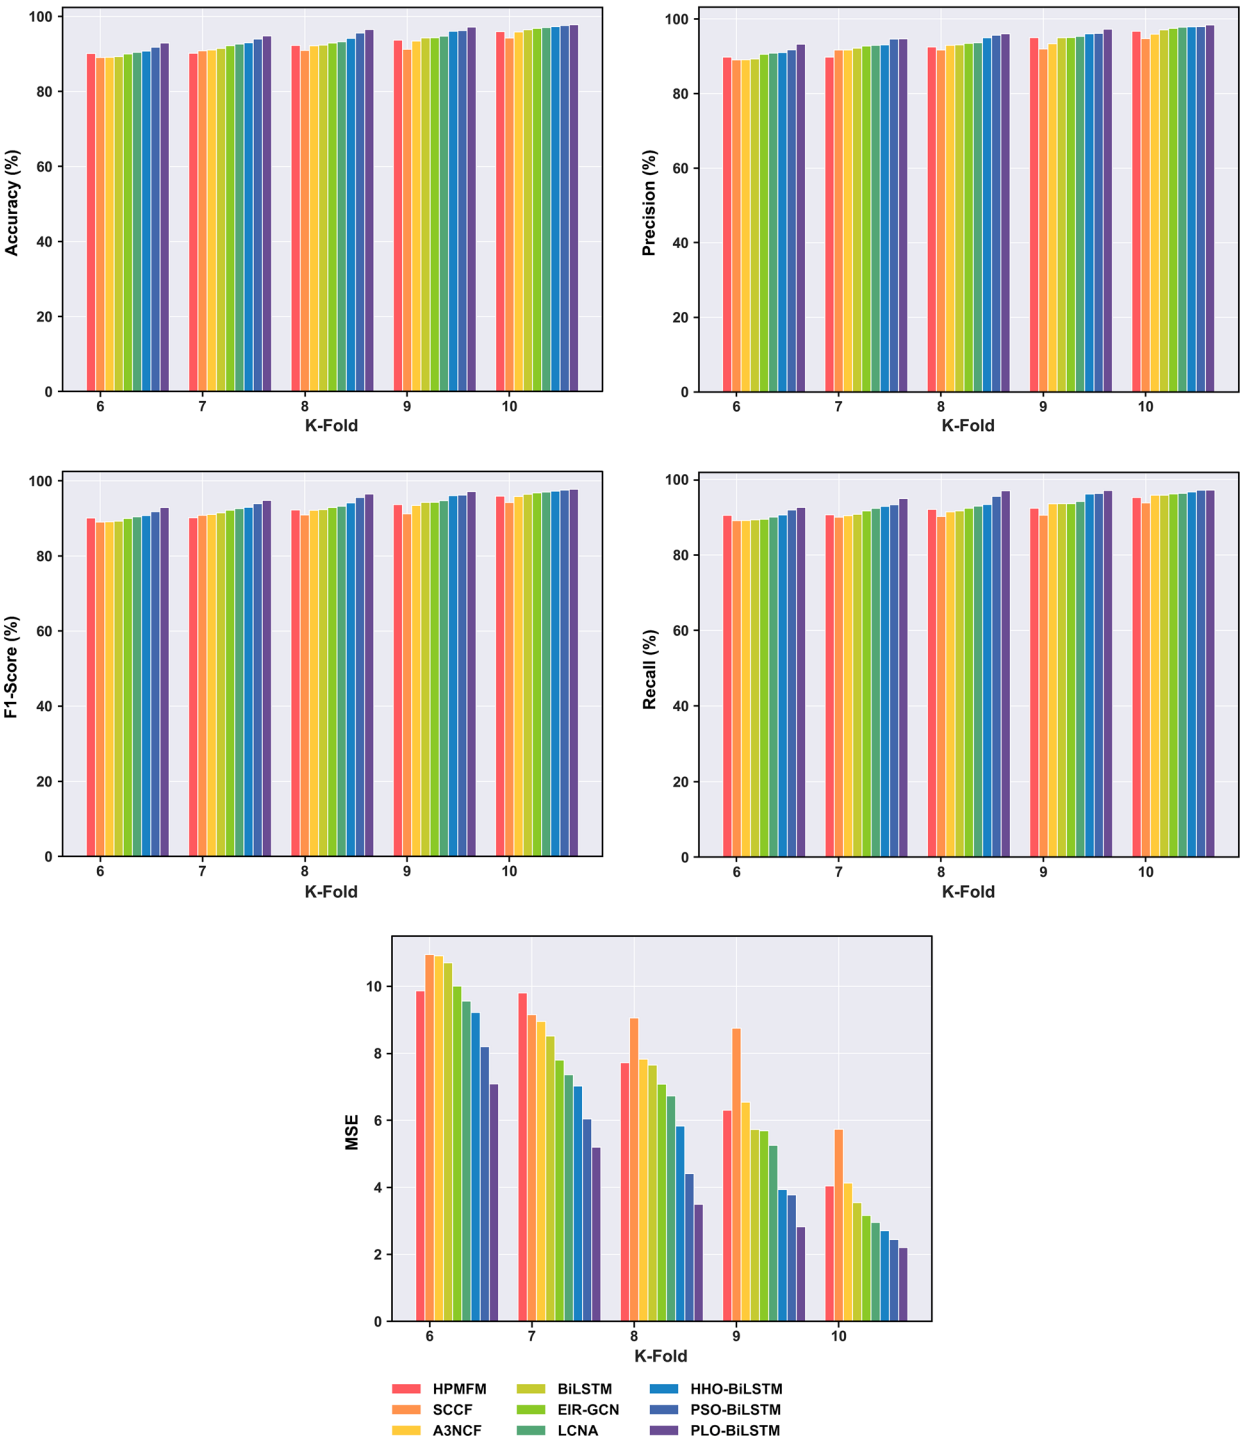 100
80
60
40
20
0
Accuracy (%)
6 7 8 9 10
K-Fold
100
80
60
40
20
0
Precision (%)
6 7 8 9 10
K-Fold
100
80
60
40
20
0
F1-Score (%)
6 7 8 9 10
K-Fold
100
80
60
40
20
0
Recall (%)
6 7 8 9 10
K-Fold
10
8
6
4
2
0
MSE
6 7 8 9 10
K-Fold
HPMFM BiLSTM HHO-BiLSTM
SCCF EIR-GCN PSO-BiLSTM
A3NCF LCNA PLO-BiLSTM